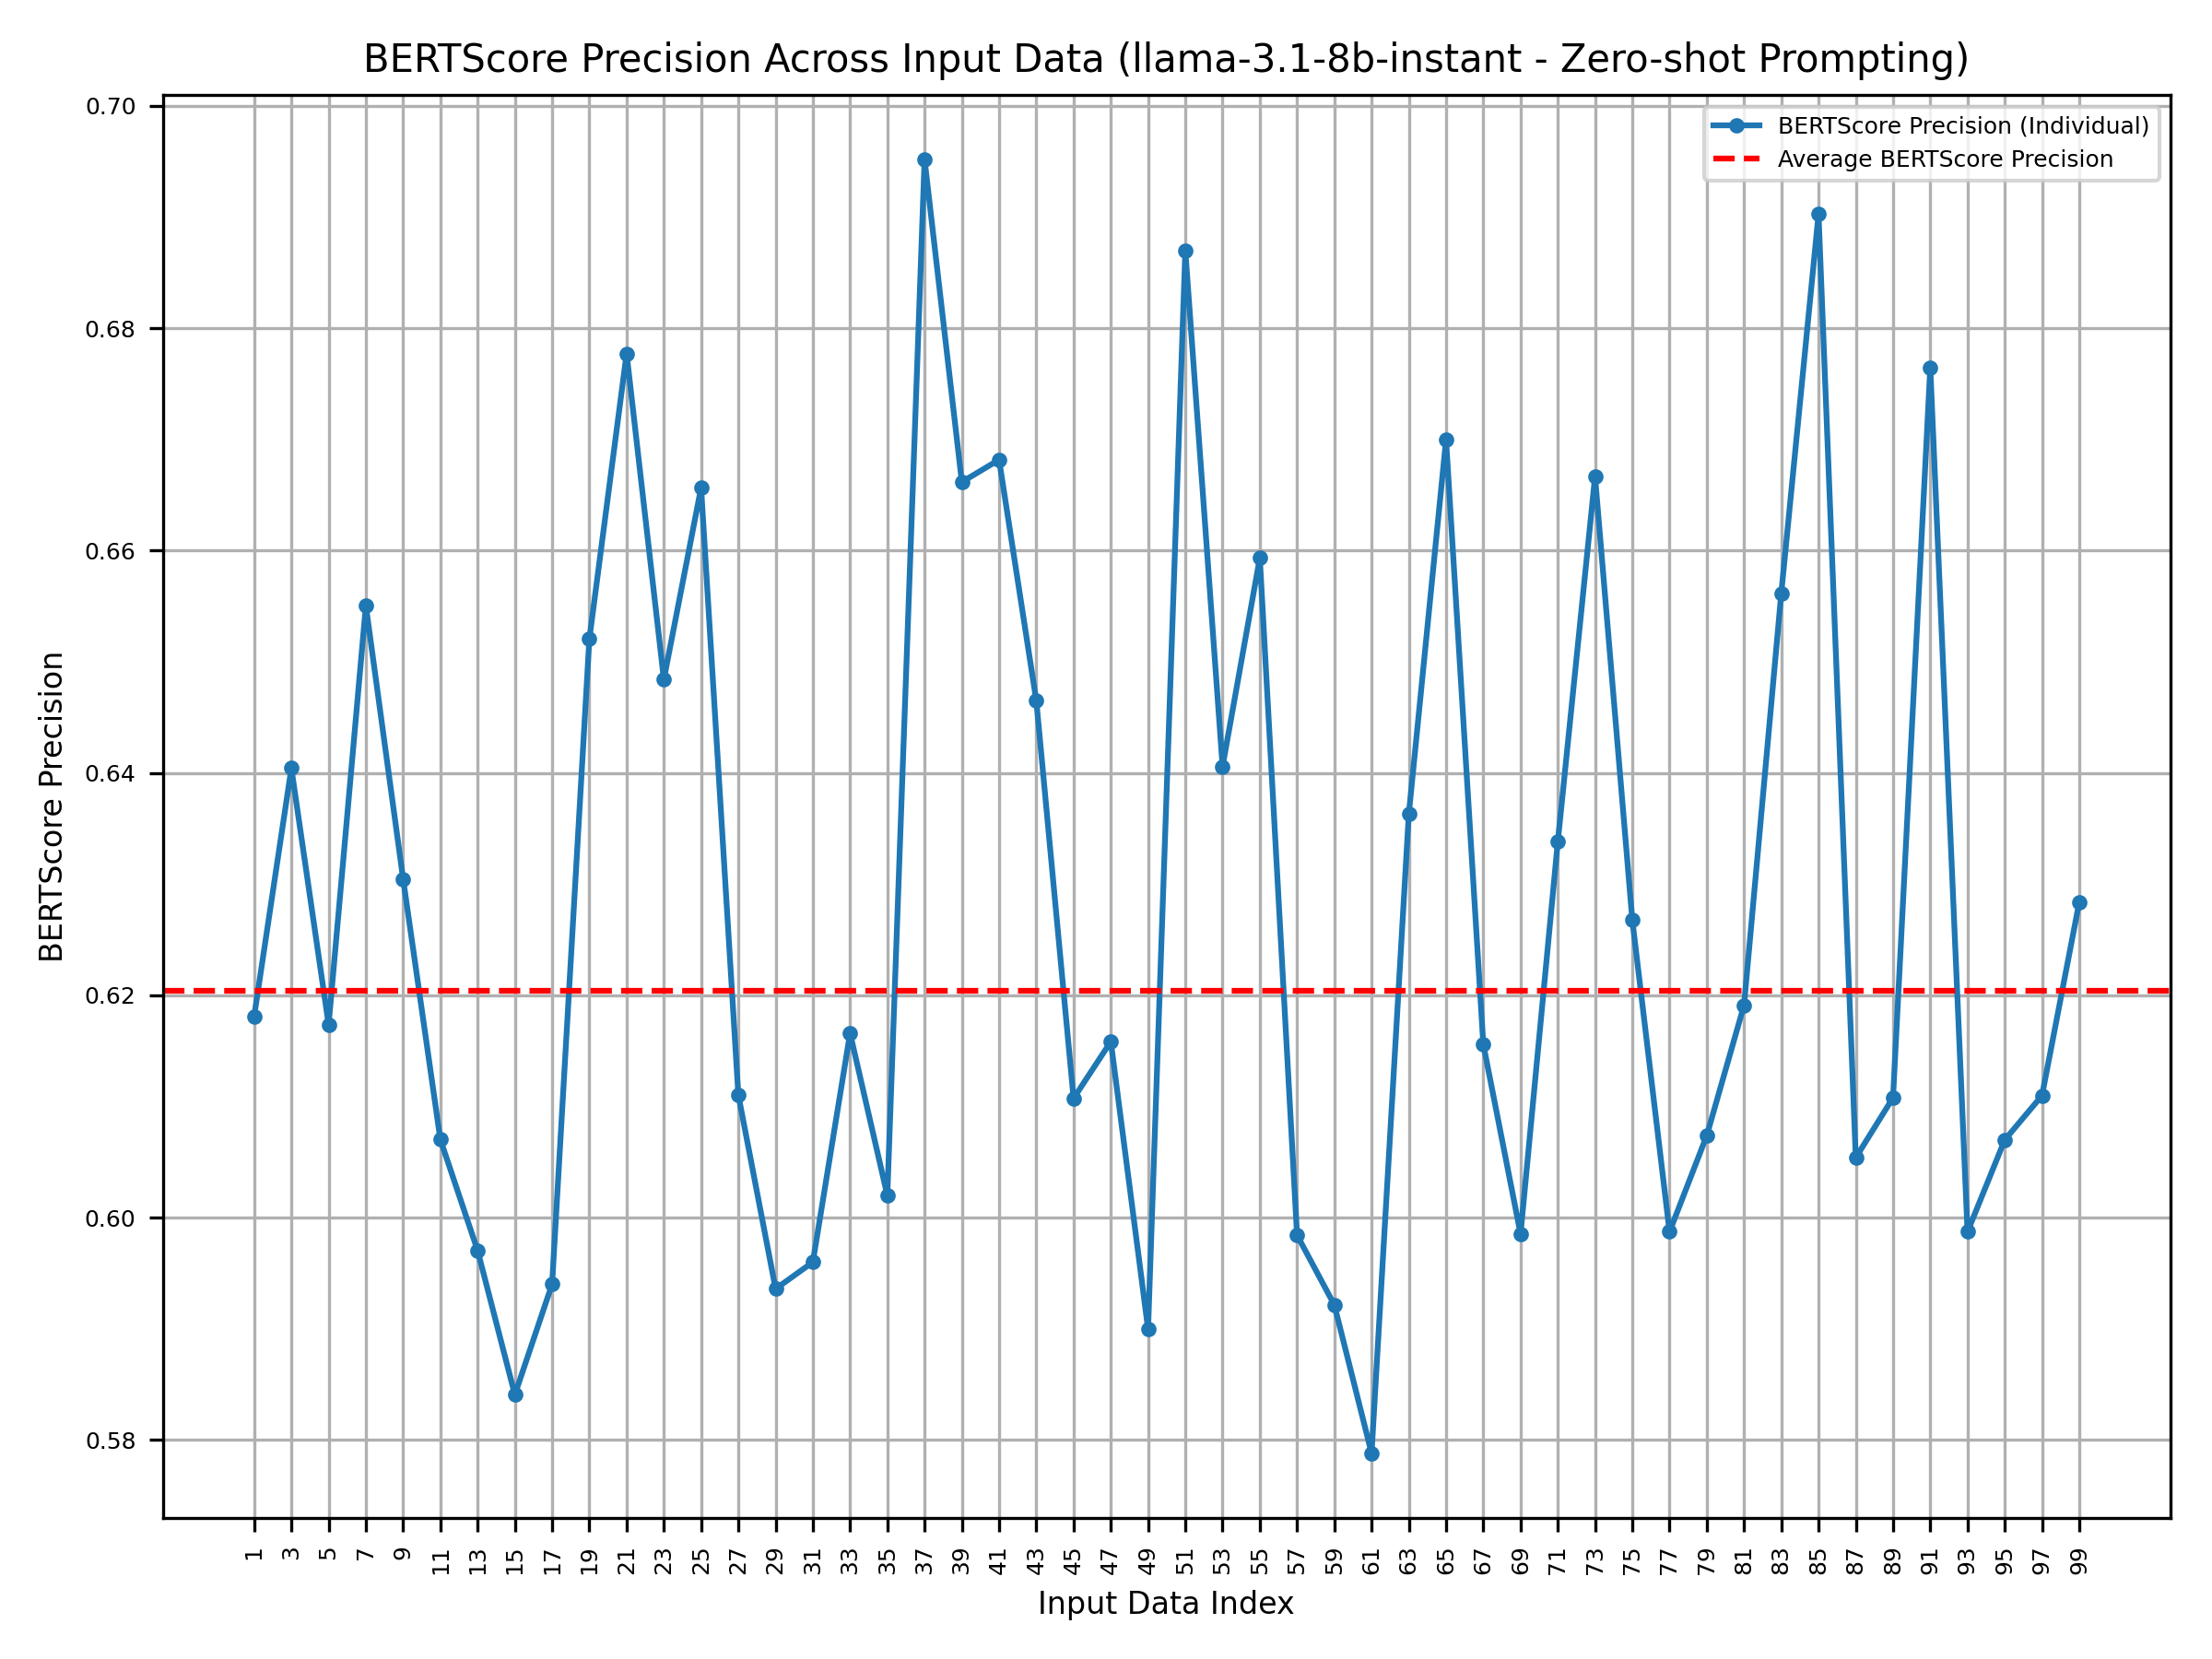 BERTScore Precision Across Input Data (llama-3.1-8b-instant - Zero-shot Prompting)
BERTScore Precision (Individual)
Average BERTScore Precision
0.70
0.68
0.66
0.64
0.62
0.60
0.58
BERTScore Precision
1 3 5 7 9 11 13 15 17 19 21 23 25 27 29 31 33 35 37 39 41 43 45 47 49 51 53 55 57 59 61 63 65 67 69 71 73 75 77 79 81 83 85 87 89 91 93 95 97 99
Input Data Index